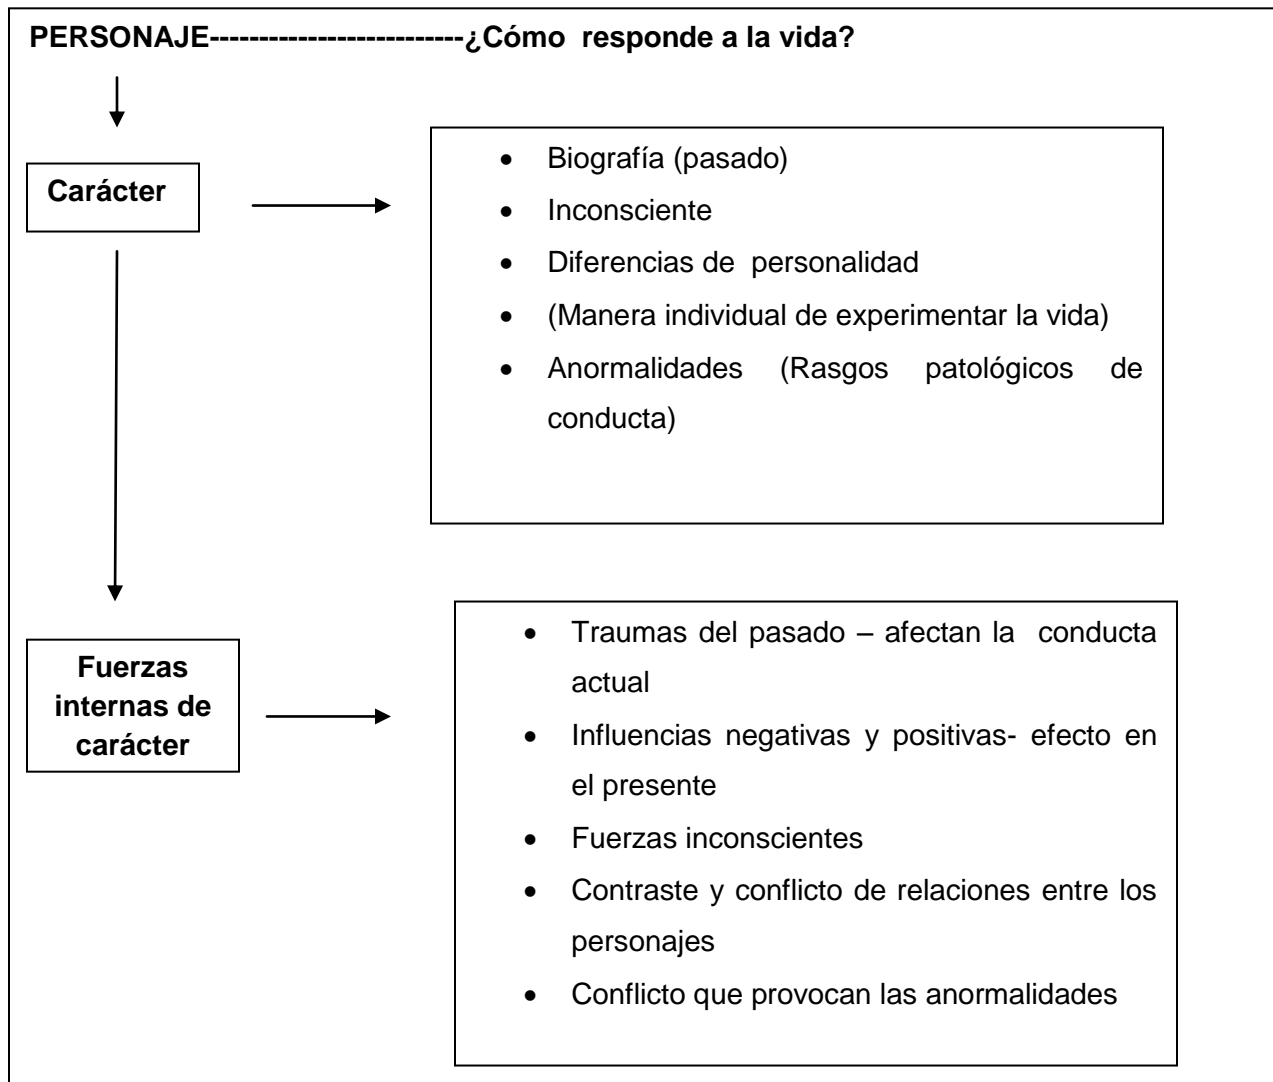 PERSONAJE--------------------------¿Cómo  responde a la vida?
Carácter
• Biografía (pasado)
• Inconsciente
• Diferencias de  personalidad
• (Manera individual de experimentar la vida)
• Anormalidades (Rasgos patológicos de
conducta)
Fuerzas
internas de
carácter
• Traumas del pasado – afectan la  conducta
actual
• Influencias negativas y positivas- efecto en
el presente
• Fuerzas inconscientes
• Contraste y conflicto de relaciones entre los
personajes
• Conflicto que provocan las anormalidades